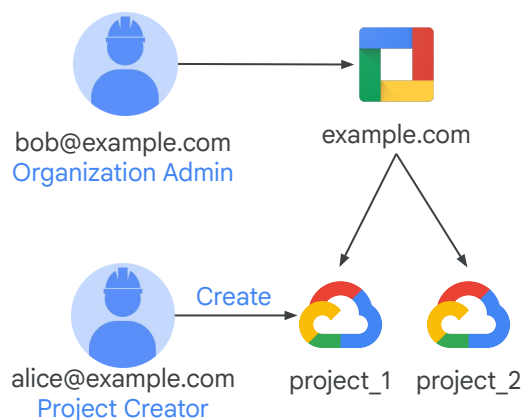 bob@example.com
Organization Admin
example.com
Create
alice@example.com
Project Creator
project_1
project_2